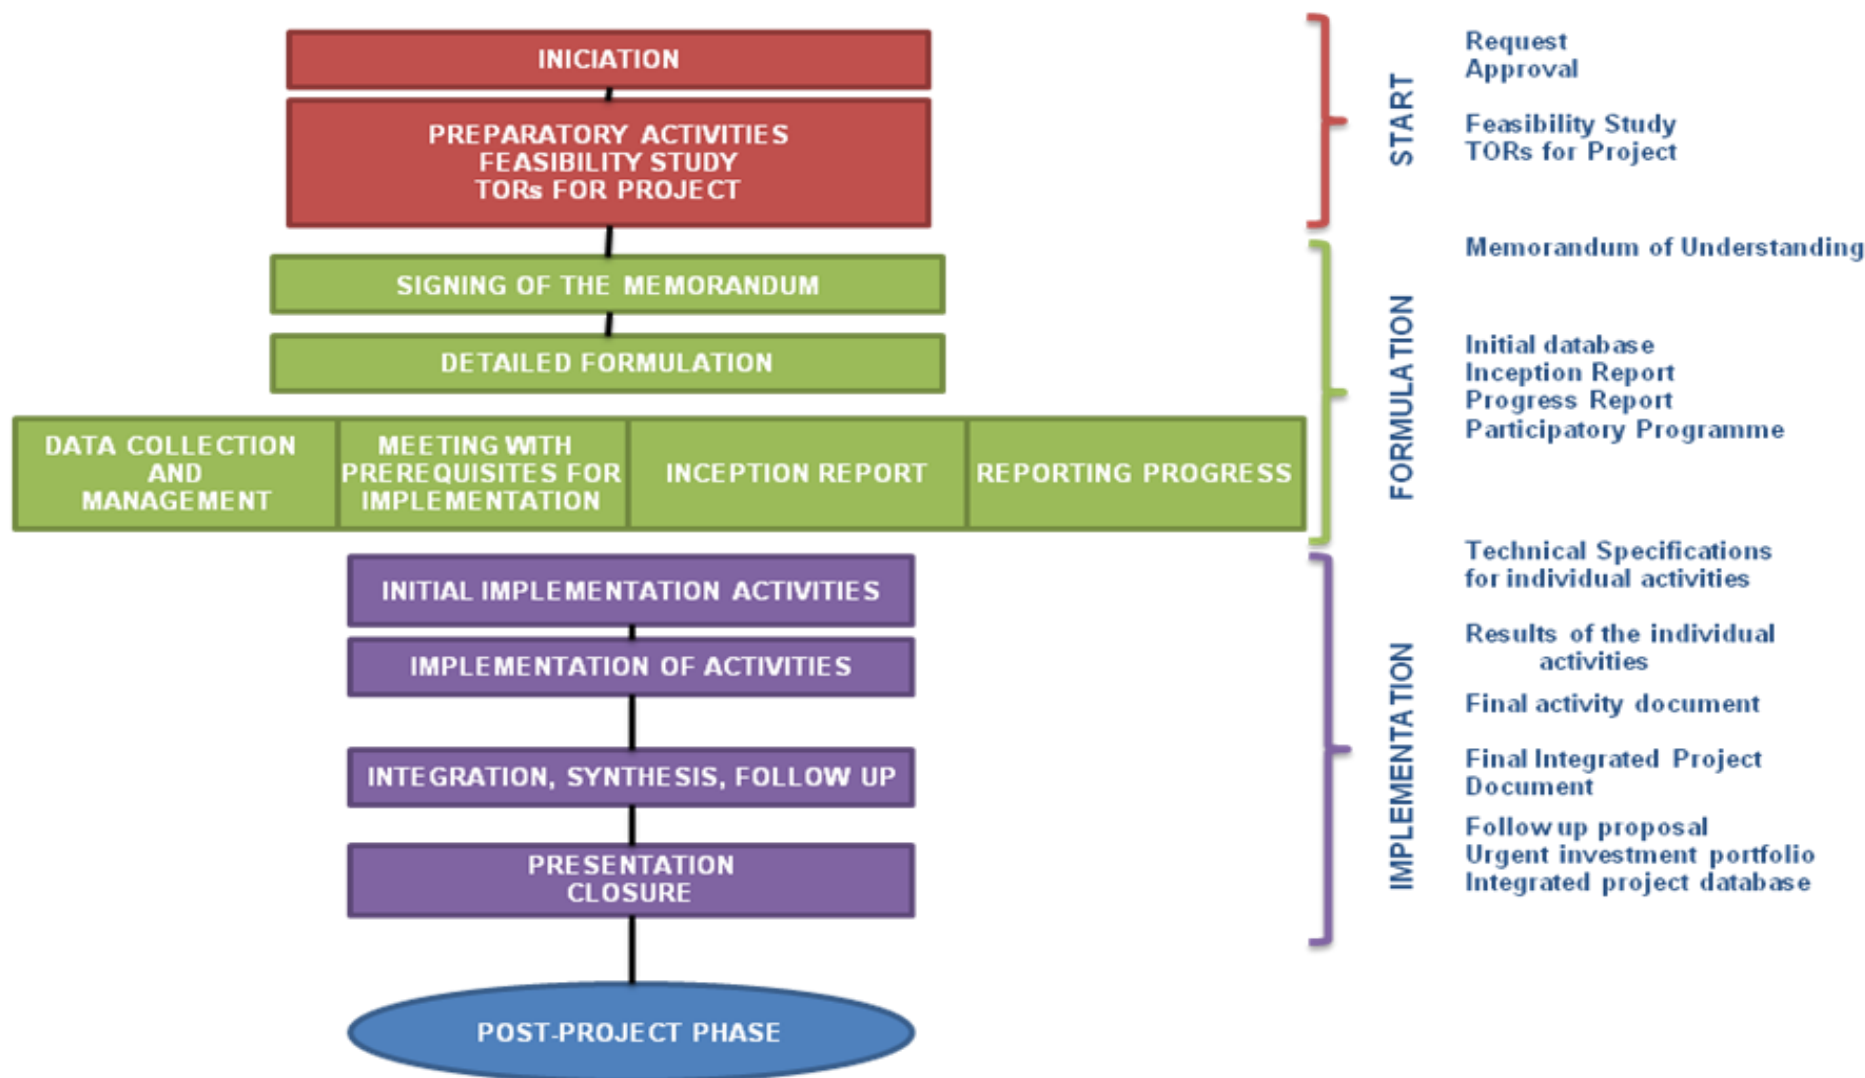 INICIATION
PREPARATORY ACTIVITIES
FEASIBILITY STUDY
TORs FOR PROJECT
SIGNING OF THE MEMORANDUM
DETAILED FORMULATION
DATA COLLECTION
AND
MANAGEMENT
MEETING WITH
PREREQUISITES FOR
IMPLEMENTATION
INCEPTION REPORT
REPORTING PROGRESS
INITIAL IMPLEMENTATION ACTIVITIES
IMPLEMENTATION OF ACTIVITIES
INTEGRATION, SYNTHESIS, FOLLOW UP
PRESENTATION
CLOSURE
POST-PROJECT PHASE
START
Request
Approval
Feasibility Study
TORs for Project
FORMULATION
Memorandum of Understanding
Initial database
Inception Report
Progress Report
Participatory Programme
IMPLEMENTATION
Technical Specifications
for individual activities
Results of the individual
activities
Final activity document
Final Integrated Project
Document
Follow up proposal
Urgent investment portfolio
Integrated project database